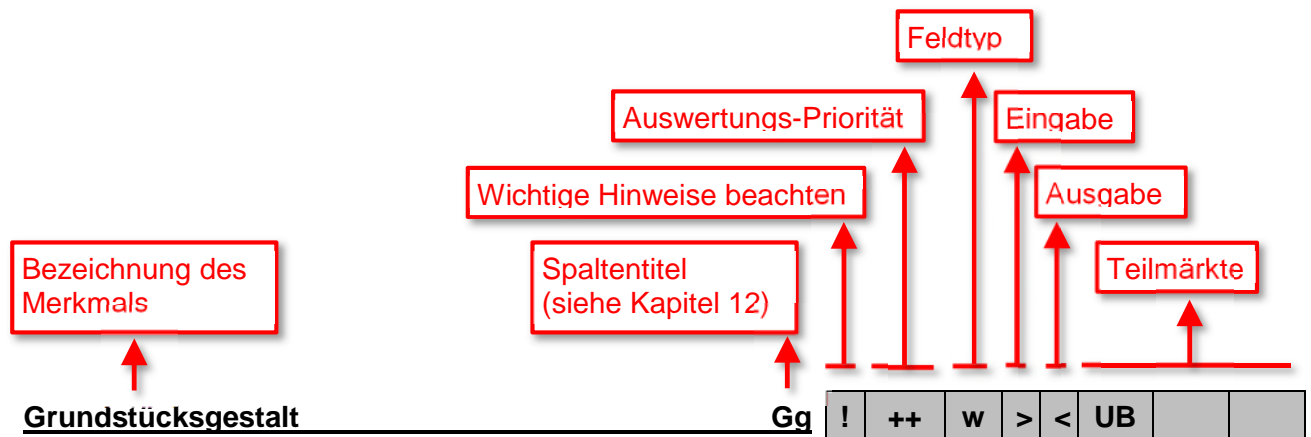 Feldtyp
Auswertungs-Priorität
Eingabe
Wichtige Hinweise beachten
Ausgabe
Bezeichnung des
Merkmals
Spaltentitel
(siehe Kapitel 12)
Teilmärkte
Grundstücksgestalt Gg ! ++ w > < UB